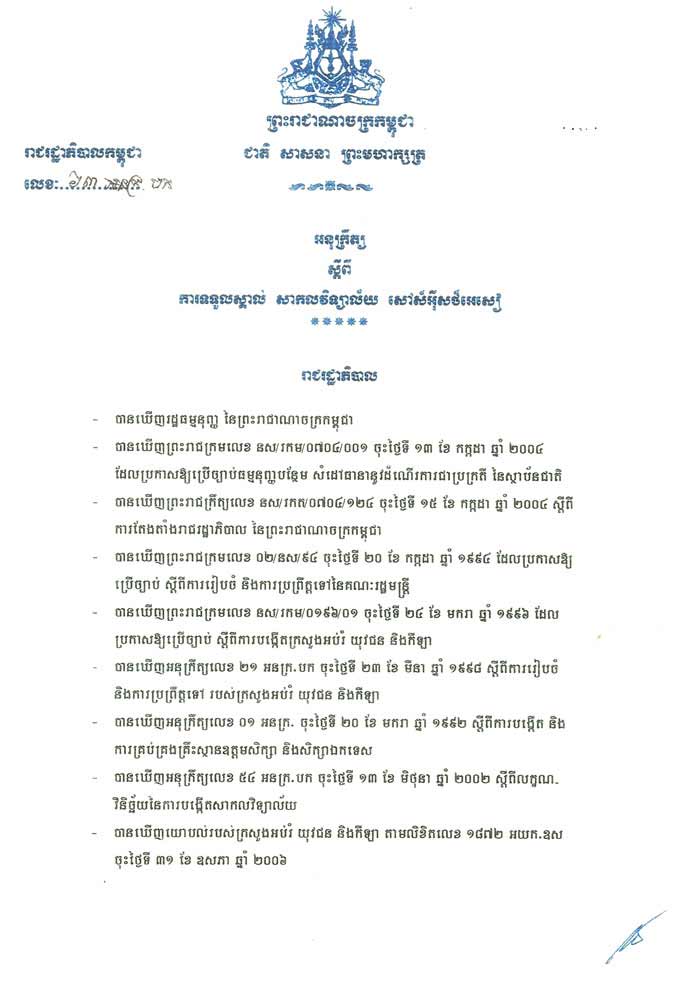 ព្រះរាជាណាចក្រកម្ពុជា
ជាតិ សាសនា ព្រះមហាក្សត្រ
រាជរដ្ឋាភិបាលកម្ពុជា
លេខ: អនក្រ. បក
អនុក្រឹត្យ
ស្តីពី
ការទទួលស្គាល់ សាកលវិទ្យាល័យ សៅស៍អ៊ីសថ៍អេសៀ
*****
រាជរដ្ឋាភិបាល
- បានឃើញរដ្ឋធម្មនុញ្ញ នៃព្រះរាជាណាចក្រកម្ពុជា
- បានឃើញព្រះរាជក្រមលេខ នស/រកម/០៧០៤/០០១ ចុះថ្ងៃទី ១៣ ខែ កក្កដា ឆ្នាំ ២០០៤
ដែលប្រកាសឱ្យប្រើច្បាប់ធម្មនុញ្ញបន្ថែម សំដៅធានានូវដំណើរការជាប្រក្រតី នៃស្ថាប័នជាតិ
- បានឃើញព្រះរាជក្រឹត្យលេខ នស/រកត/០៧០៤/១២៤ ចុះថ្ងៃទី ១៥ ខែ កក្កដា ឆ្នាំ ២០០៤ ស្តីពី
ការតែងតាំងរាជរដ្ឋាភិបាល នៃព្រះរាជាណាចក្រកម្ពុជា
- បានឃើញព្រះរាជក្រមលេខ ០២/នស/៩៤ ចុះថ្ងៃទី ២០ ខែ កក្កដា ឆ្នាំ ១៩៩៤ ដែលប្រកាសឱ្យ
ប្រើច្បាប់ ស្តីពីការរៀបចំ និងការប្រព្រឹត្តទៅនៃគណៈរដ្ឋមន្ត្រី
- បានឃើញព្រះរាជក្រមលេខ នស/រកម/០១៩៦/០១ ចុះថ្ងៃទី ២៤ ខែ មករា ឆ្នាំ ១៩៩៦ ដែល
ប្រកាសឱ្យប្រើច្បាប់ ស្តីពីការបង្កើតក្រសួងអប់រំ យុវជន និងកីឡា
- បានឃើញអនុក្រឹត្យលេខ ២១ អនក្រ.បក ចុះថ្ងៃទី ២៣ ខែ មីនា ឆ្នាំ ១៩៩៨ ស្តីពីការរៀបចំ
និងការប្រព្រឹត្តទៅ របស់ក្រសួងអប់រំ យុវជន និងកីឡា
- បានឃើញអនុក្រឹត្យលេខ ០១ អនក្រ. ចុះថ្ងៃទី ២០ ខែ មករា ឆ្នាំ ១៩៩២ ស្តីពីការបង្កើត និង
ការគ្រប់គ្រងគ្រឹះស្ថានឧត្តមសិក្សា និងសិក្សាឯកទេស
- បានឃើញអនុក្រឹត្យលេខ ៥៤ អនក្រ.បក ចុះថ្ងៃទី ១៣ ខែ មិថុនា ឆ្នាំ ២០០២ ស្តីពីលក្ខណៈ
វិនិច្ឆ័យនៃការបង្កើតសាកលវិទ្យាល័យ
- បានឃើញយោបល់របស់ក្រសួងអប់រំ យុវជន និងកីឡា តាមលិខិតលេខ ១៨៧២ អយក.ឧស
ចុះថ្ងៃទី ៣១ ខែ ឧសភា ឆ្នាំ ២០០៦